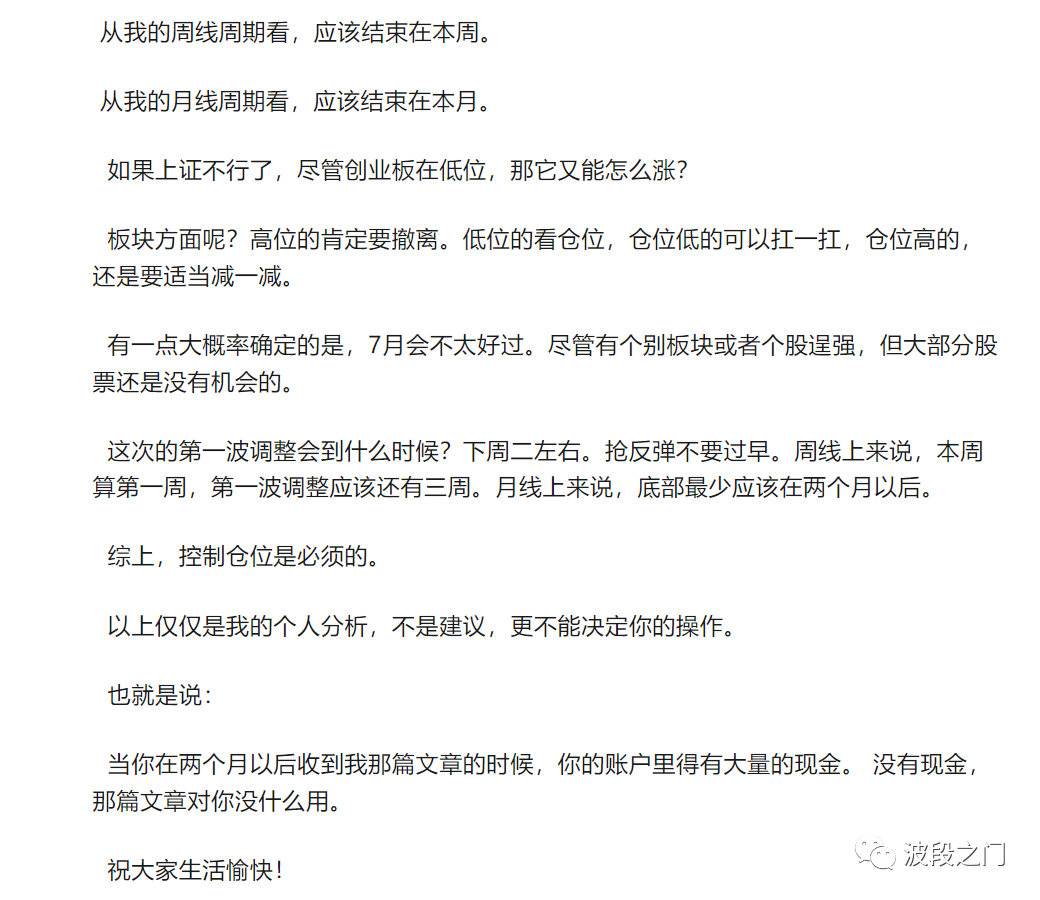 从我的周线周期看，应该结束在本周。
从我的月线周期看，应该结束在本月。
如果上证不行了，尽管创业板在低位，那它又能怎么涨？
板块方面呢？高位的肯定要撤离。低位的看仓位，仓位低的可以扛一扛，仓位高的，
还是要适当减一减。
有一点大概率确定的是，7月会不太好过。尽管有个别板块或者个股逞强，但大部分股
票还是没有机会的。
这次的第一波调整会到什么时候？下周二左右。抢反弹不要过早。周线上来说，本周
算第一周，第一波调整应该还有三周。月线上来说，底部最少应该在两个月以后。
综上，控制仓位是必须的。
以上仅仅是我的个人分析，不是建议，更不能决定你的操作。
也就是说：
当你在两个月以后收到我那篇文章的时候，你的账户里得有大量的现金。 没有现金，
那篇文章对你没什么用。
祝大家生活愉快！
波段之门